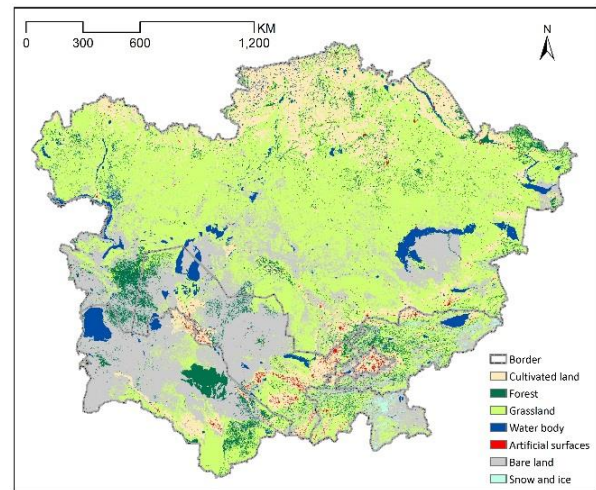 KM
0 300 600 1,200
N
Border
Cultivated land
Forest
Grassland
Water body
Artificial surfaces
Bare land
Snow and ice